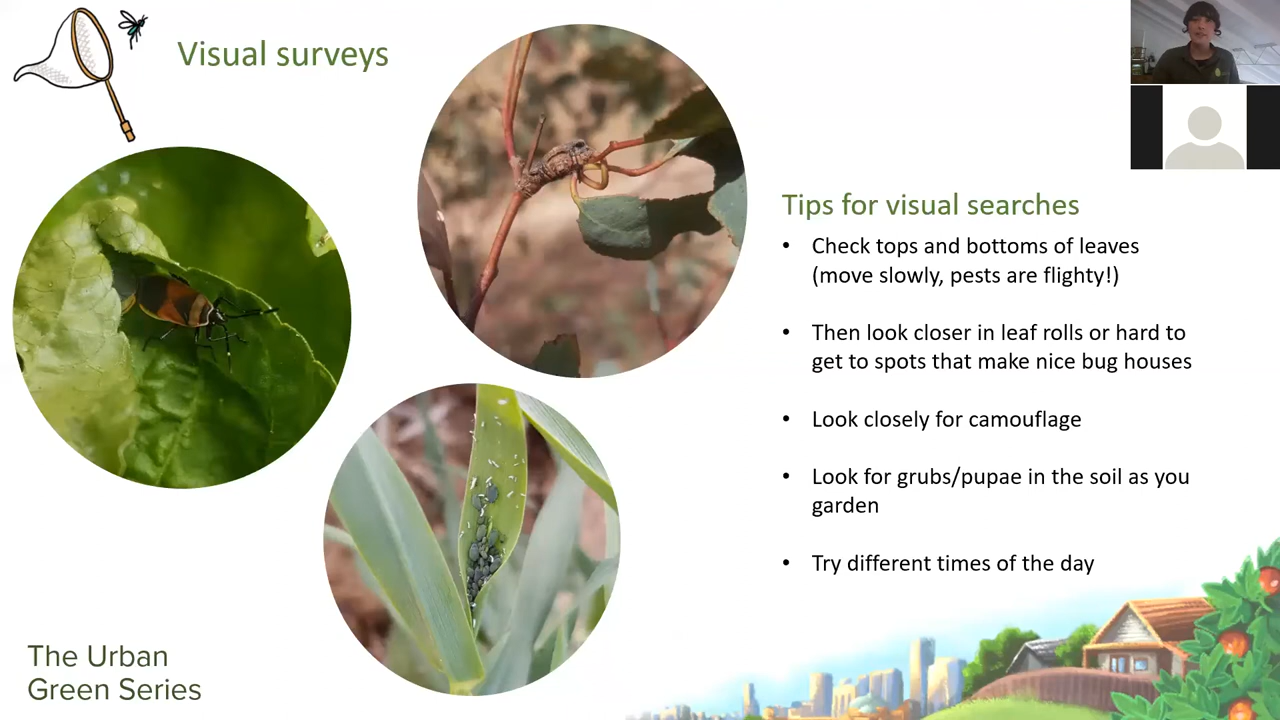 Visual surveys
Tips for visual searches
• Check tops and bottoms of leaves
(move slowly, pests are flighty!)
• Then look closer in leaf rolls or hard to
get to spots that make nice bug houses
• Look closely for camouflage
• Look for grubs/pupae in the soil as you
garden
• Try different times of the day
The Urban
Green Series